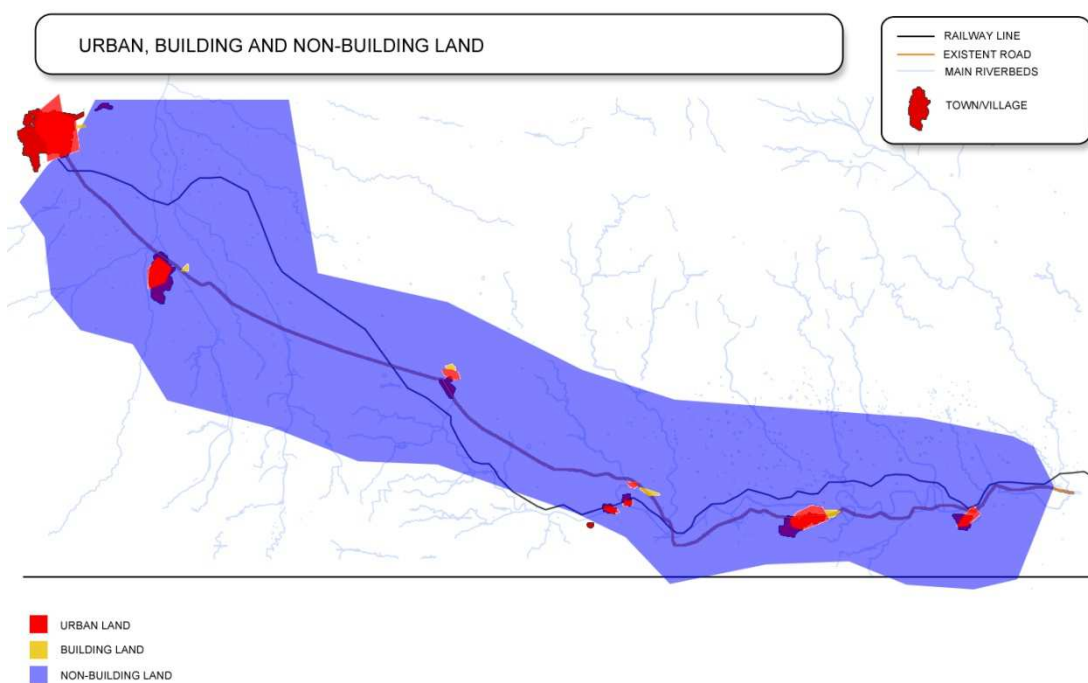 URBAN, BUILDING AND NON-BUILDING LAND
RAILWAY LINE
EXISTENT ROAD
MAIN RIVERBEDS
TOWN/VILLAGE
URBAN LAND
BUILDING LAND
NON-BUILDING LAND